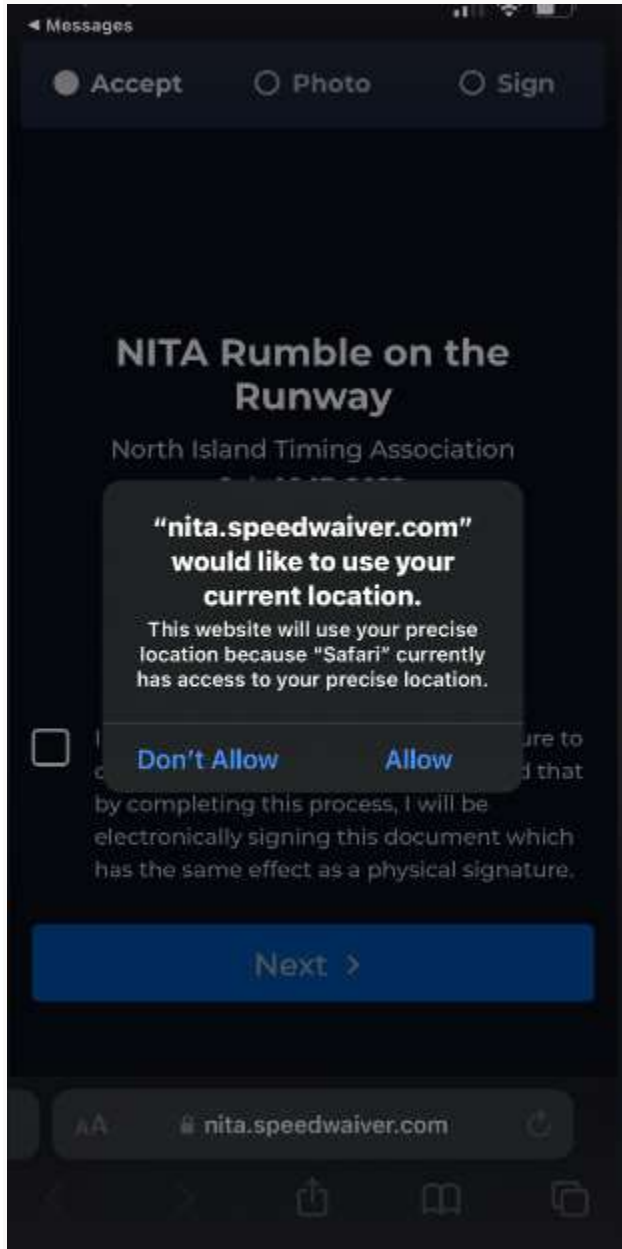 ◀ Messages
Accept
Photo
Sign
NITA Rumble on the
Runway
North Island Timing Association
"nita.speedwaiver.com"
would like to use your
current location.
This website will use your precise
location because "Safari" currently
has access to your precise location.
Don't Allow
Allow
I
ure to
that
by completing this process, I will be
electronically signing this document which
has the same effect as a physical signature.
Next >
AA
nita.speedwaiver.com